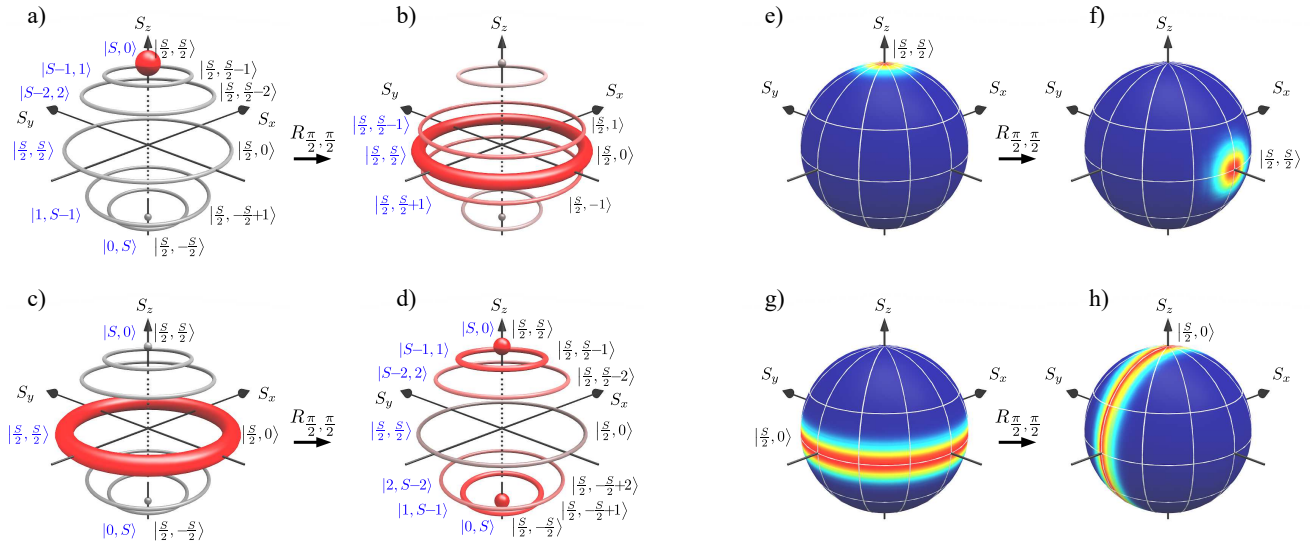 a)
S_z
|S, 0⟩ |S/2, S/2⟩
|S−1, 1⟩ |S/2, S/2−1⟩
|S−2, 2⟩ |S/2, S/2−2⟩
S_y S_x
|S/2, S/2⟩ |S/2, 0⟩
|1, S−1⟩ |S/2, −S/2+1⟩
|0, S⟩ |S/2, −S/2⟩
R π/2, π/2
b)
S_z
S_y S_x
|S/2, S/2−1⟩ |S/2, 1⟩
|S/2, S/2⟩ |S/2, 0⟩
|S/2, S/2+1⟩ |S/2, −1⟩
e)
S_z
|S/2, S/2⟩
S_y S_x
R π/2, π/2
f)
S_z
S_y S_x
|S/2, S/2⟩
c)
S_z
|S, 0⟩ |S/2, S/2⟩
S_y S_x
|S/2, S/2⟩ |S/2, 0⟩
|0, S⟩ |S/2, −S/2⟩
R π/2, π/2
d)
S_z
|S, 0⟩ |S/2, S/2⟩
|S−1, 1⟩ |S/2, S/2−1⟩
|S−2, 2⟩ |S/2, S/2−2⟩
S_y S_x
|S/2, S/2⟩ |S/2, 0⟩
|2, S−2⟩ |S/2, −S/2+2⟩
|1, S−1⟩ |S/2, −S/2+1⟩
|0, S⟩ |S/2, −S/2⟩
g)
S_z
S_y S_x
|S/2, 0⟩
R π/2, π/2
h)
S_z
|S/2, 0⟩
S_y S_x